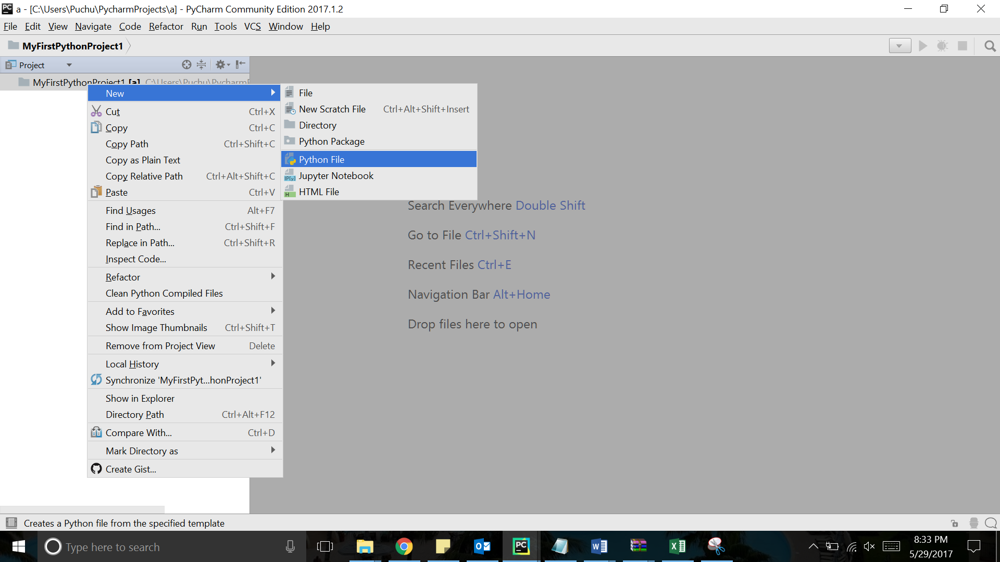 PC a - [C:\Users\Puchu\PycharmProjects\a] - PyCharm Community Edition 2017.1.2
File Edit View Navigate Code Refactor Run Tools VCS Window Help
MyFirstPythonProject1
Project
MyFirstPythonProject1 [a] C:\Users\Puchu\PycharmP
New
Cut Ctrl+X
Copy Ctrl+C
Copy Path Ctrl+Shift+C
Copy as Plain Text
Copy Relative Path Ctrl+Alt+Shift+C
Paste Ctrl+V
Find Usages Alt+F7
Find in Path... Ctrl+Shift+F
Replace in Path... Ctrl+Shift+R
Inspect Code...
Refactor
Clean Python Compiled Files
Add to Favorites
Show Image Thumbnails Ctrl+Shift+T
Remove from Project View Delete
Local History
Synchronize 'MyFirstPyt...honProject1'
Show in Explorer
Directory Path Ctrl+Alt+F12
Compare With... Ctrl+D
Mark Directory as
Create Gist...
File
New Scratch File Ctrl+Alt+Shift+Insert
Directory
Python Package
Python File
IP[y] Jupyter Notebook
H HTML File
Search Everywhere Double Shift
Go to File Ctrl+Shift+N
Recent Files Ctrl+E
Navigation Bar Alt+Home
Drop files here to open
Creates a Python file from the specified template
Type here to search
PC
8:33 PM
5/29/2017